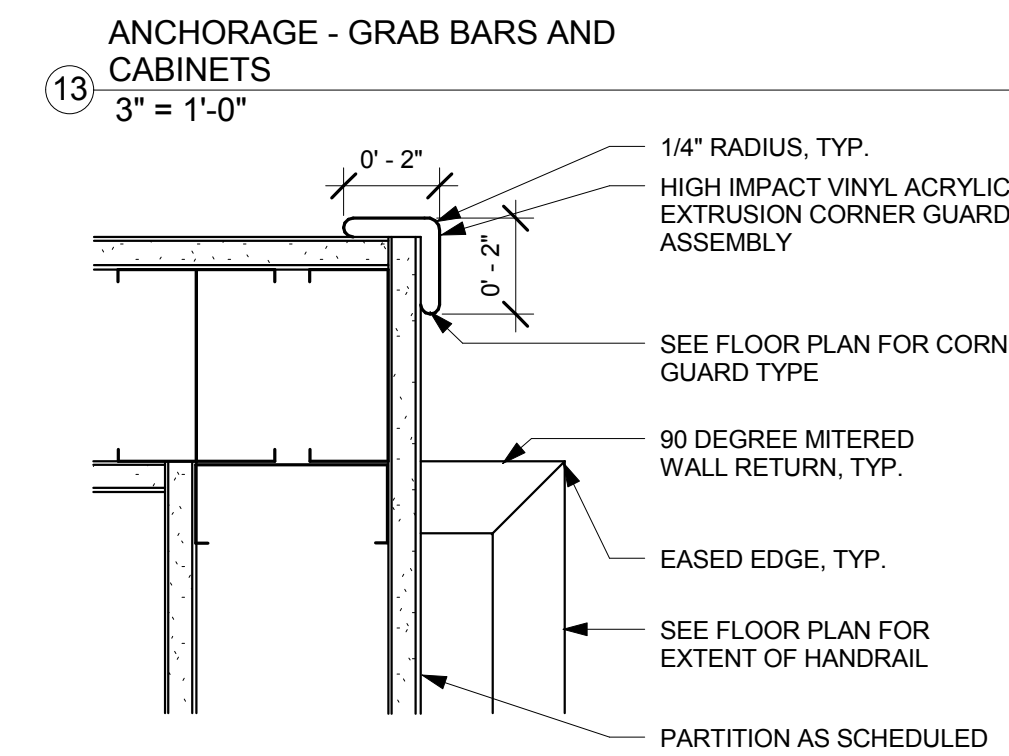 ANCHORAGE - GRAB BARS AND
CABINETS
13
3" = 1'-0"
0' - 2"
1/4" RADIUS, TYP.
HIGH IMPACT VINYL ACRYLIC
EXTRUSION CORNER GUARD
ASSEMBLY
0' - 2"
SEE FLOOR PLAN FOR CORN
GUARD TYPE
90 DEGREE MITERED
WALL RETURN, TYP.
EASED EDGE, TYP.
SEE FLOOR PLAN FOR
EXTENT OF HANDRAIL
PARTITION AS SCHEDULED